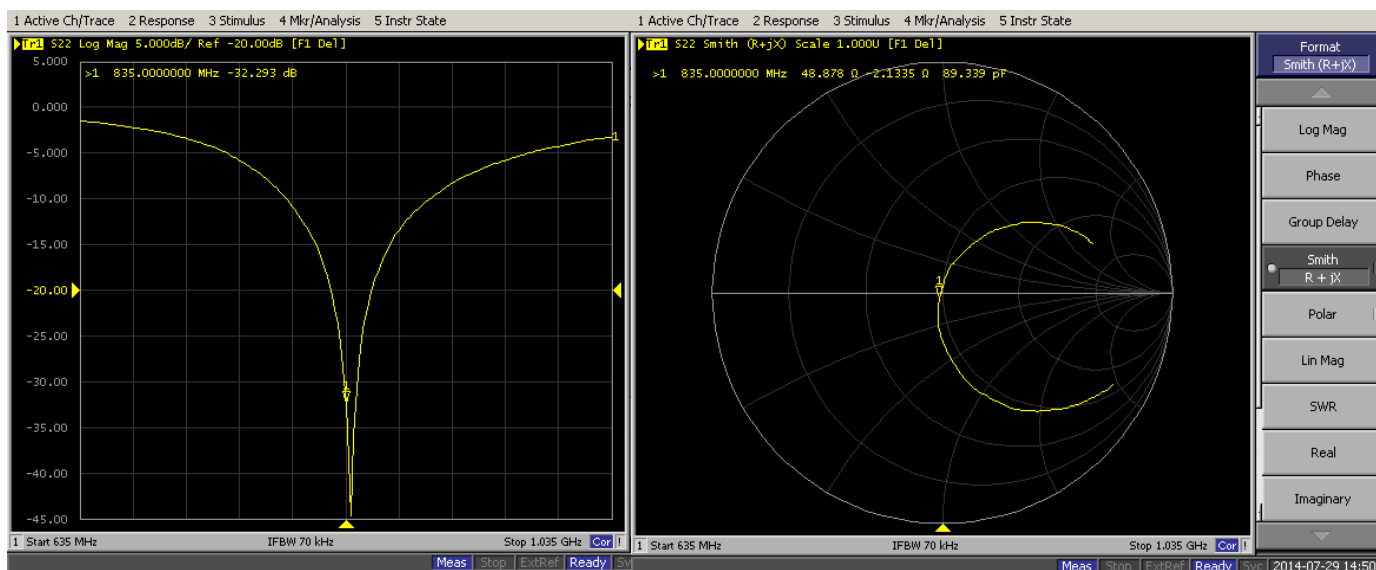 1 Active Ch/Trace 2 Response 3 Stimulus 4 Mkr/Analysis 5 Instr State
Tr1 S22 Log Mag 5.000dB/ Ref -20.00dB [F1 Del]
5.000
>1 835.0000000 MHz -32.293 dB
0.000
-5.000
-10.00
-15.00
-20.00
-25.00
-30.00
-35.00
-40.00
-45.00
1
1
1 Start 635 MHz IFBW 70 kHz Stop 1.035 GHz Cor !
Meas Stop ExtRef Ready Sv
1 Active Ch/Trace 2 Response 3 Stimulus 4 Mkr/Analysis 5 Instr State
Tr1 S22 Smith (R+jX) Scale 1.000U [F1 Del]
>1 835.0000000 MHz 48.878 Ω -2.1335 Ω 89.339 pF
1
1 Start 635 MHz IFBW 70 kHz Stop 1.035 GHz Cor !
Meas Stop ExtRef Ready Svc 2014-07-29 14:50
Format
Smith (R+jX)
Log Mag
Phase
Group Delay
Smith
R + jX
Polar
Lin Mag
SWR
Real
Imaginary